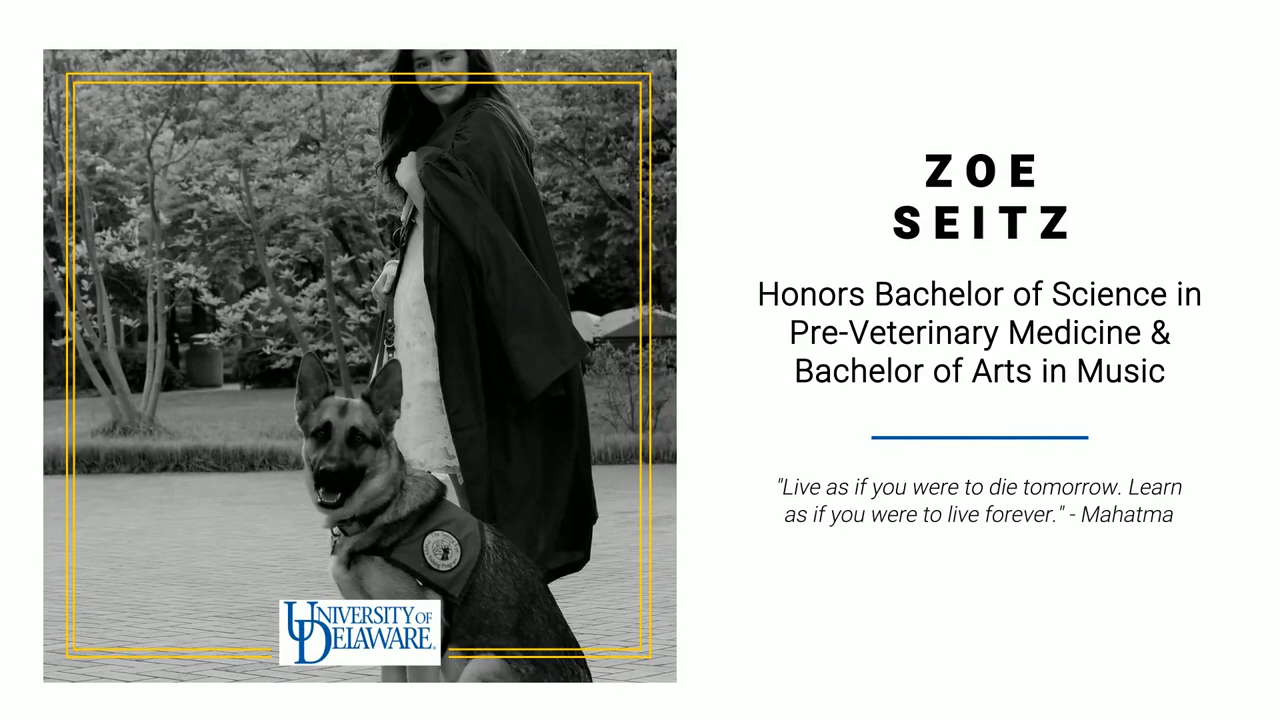 ZOE
SEITZ
Honors Bachelor of Science in
Pre-Veterinary Medicine &
Bachelor of Arts in Music
"Live as if you were to die tomorrow. Learn
as if you were to live forever." - Mahatma
UNIVERSITY OF
DELAWARE.